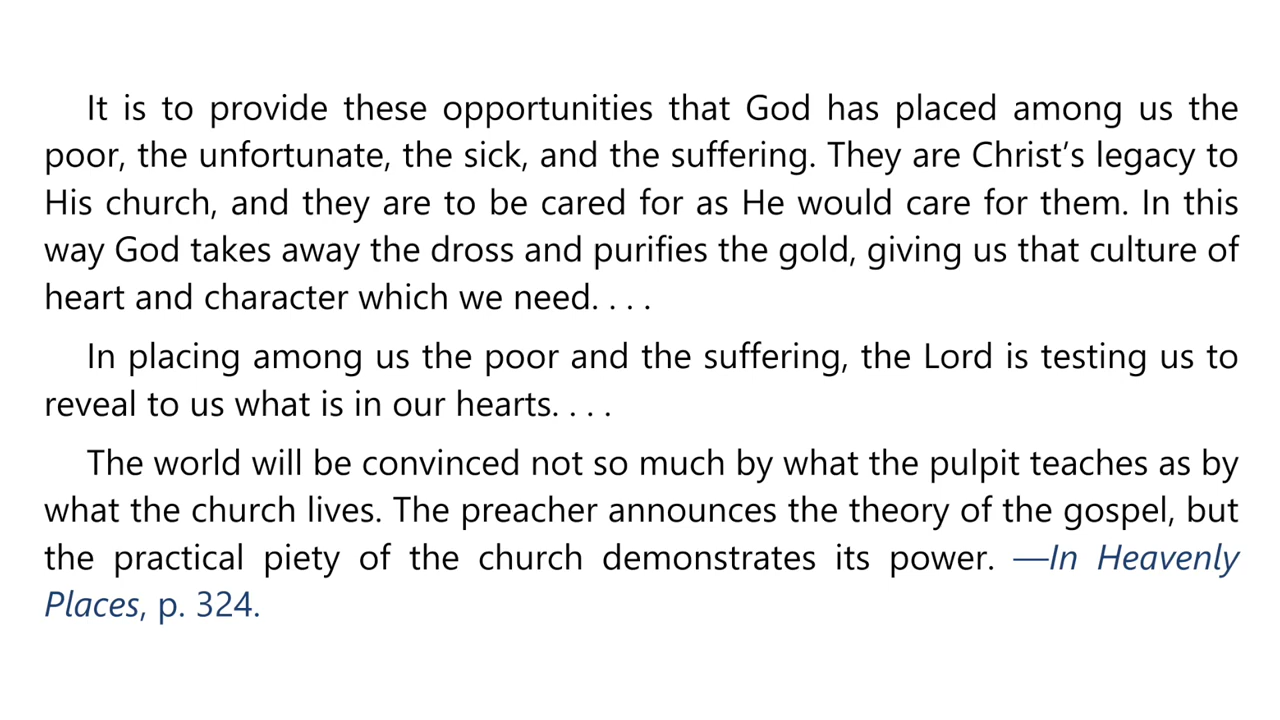 It is to provide these opportunities that God has placed among us the
poor, the unfortunate, the sick, and the suffering. They are Christ’s legacy to
His church, and they are to be cared for as He would care for them. In this
way God takes away the dross and purifies the gold, giving us that culture of
heart and character which we need. . . .
In placing among us the poor and the suffering, the Lord is testing us to
reveal to us what is in our hearts. . . .
The world will be convinced not so much by what the pulpit teaches as by
what the church lives. The preacher announces the theory of the gospel, but
the practical piety of the church demonstrates its power. —In Heavenly
Places, p. 324.